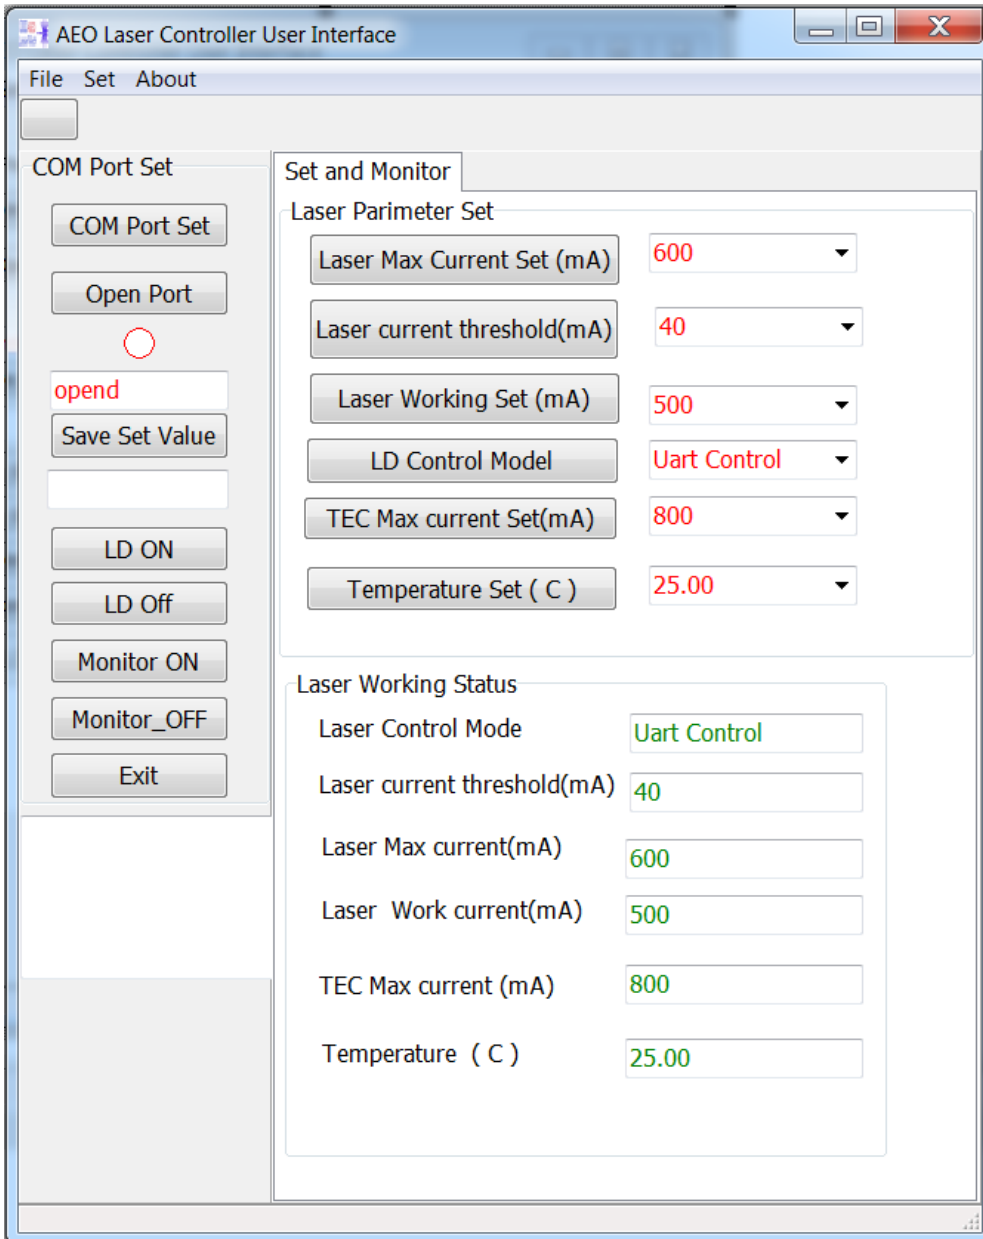 AEO Laser Controller User Interface
File Set About
COM Port Set
COM Port Set
Open Port
opend
Save Set Value
LD ON
LD Off
Monitor ON
Monitor_OFF
Exit
Set and Monitor
Laser Parimeter Set
Laser Max Current Set (mA) 600
Laser current threshold(mA) 40
Laser Working Set (mA) 500
LD Control Model Uart Control
TEC Max current Set(mA) 800
Temperature Set ( C ) 25.00
Laser Working Status
Laser Control Mode Uart Control
Laser current threshold(mA) 40
Laser Max current(mA) 600
Laser Work current(mA) 500
TEC Max current (mA) 800
Temperature ( C ) 25.00